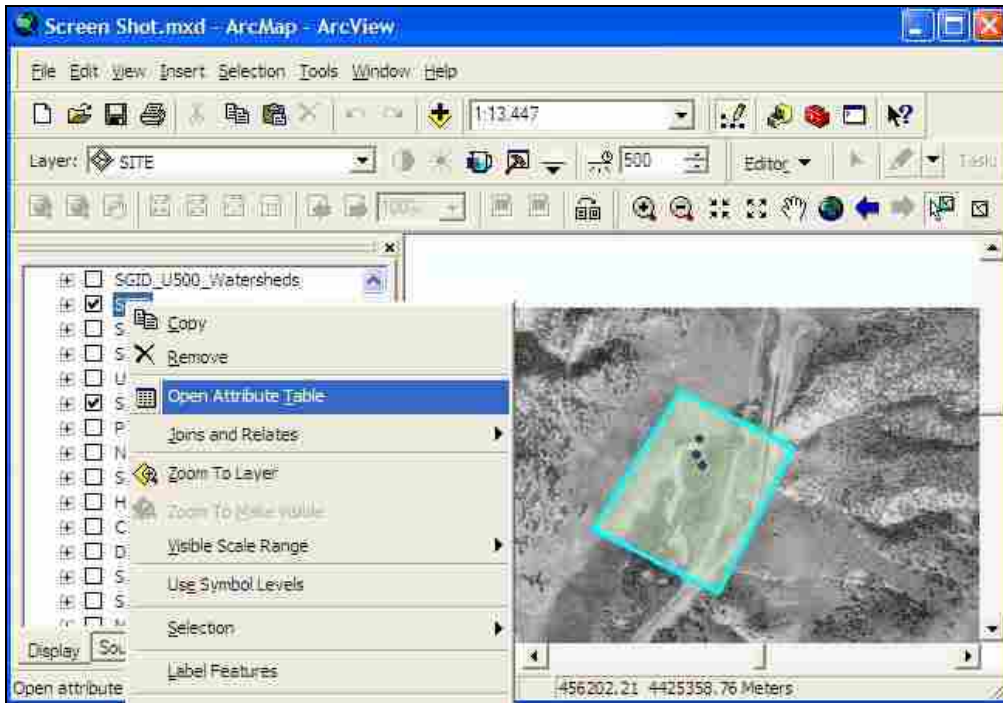 Screen Shot.mxd - ArcMap - ArcView
File Edit View Insert Selection Tools Window Help
1:13,447
Layer: SITE 500 Editor
100%
SGID_U500_Watersheds
S
S
S
U
S
P
N
S
H
C
D
S
S
Copy
Remove
Open Attribute Table
Joins and Relates
Zoom To Layer
Zoom To Make Visible
Visible Scale Range
Use Symbol Levels
Selection
Label Features
Display Sou
Open attribute 456202.21 4425358.76 Meters